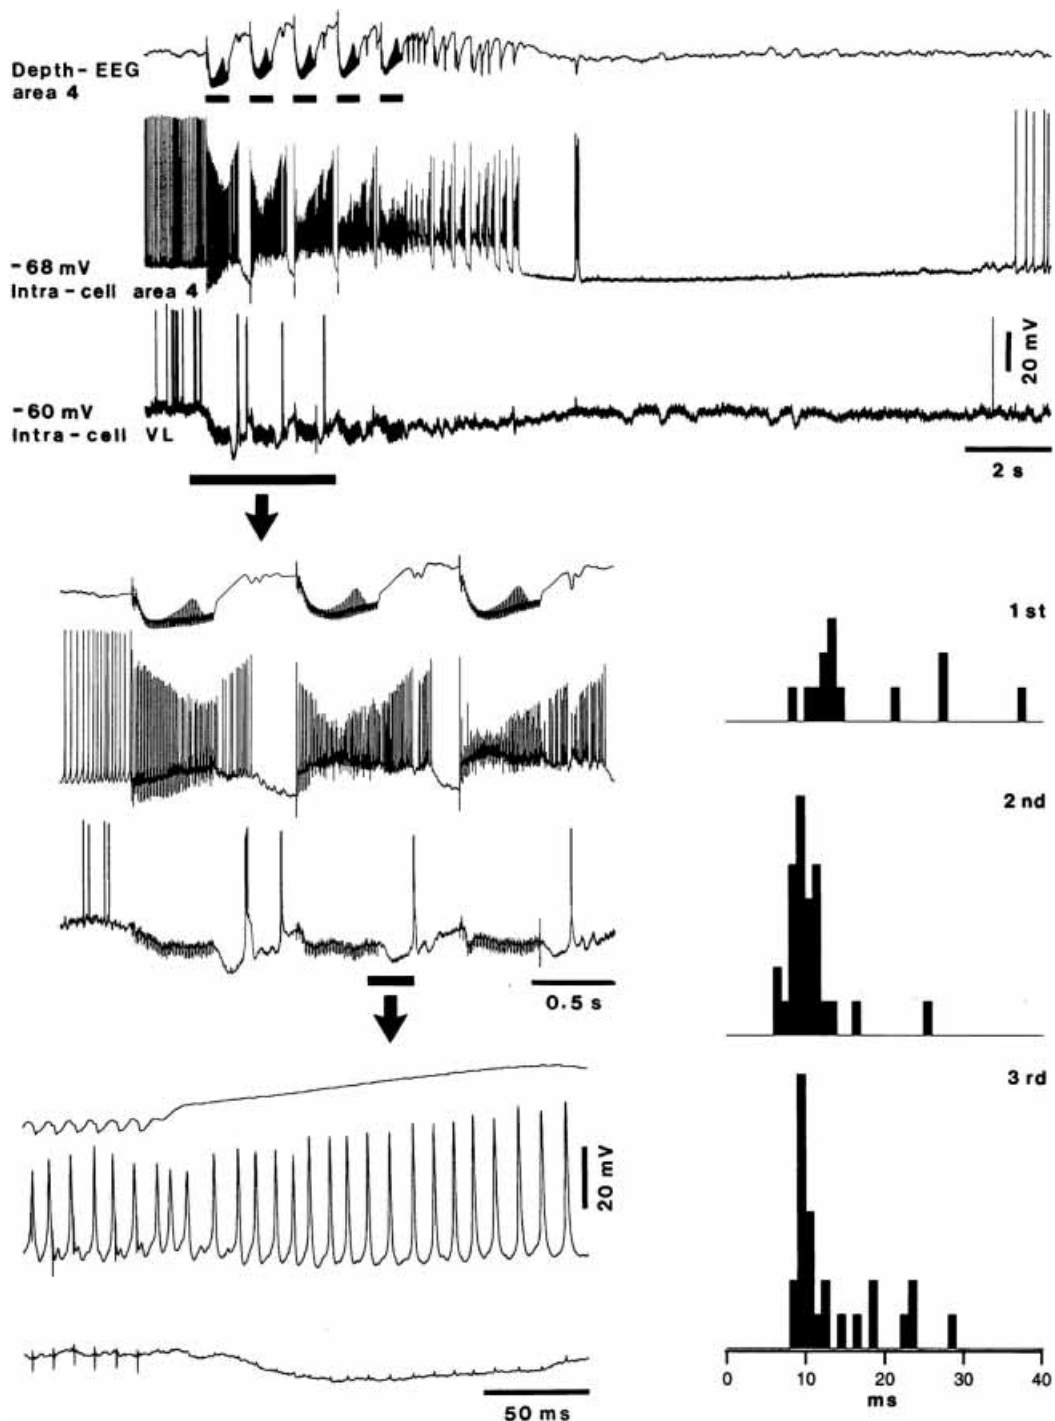 Depth-EEG
area 4
-68 mV
Intra-cell area 4
20 mV
-60 mV
Intra-cell VL
2 s
1 st
2 nd
0.5 s
3 rd
20 mV
0 10 20 30 40
ms
50 ms